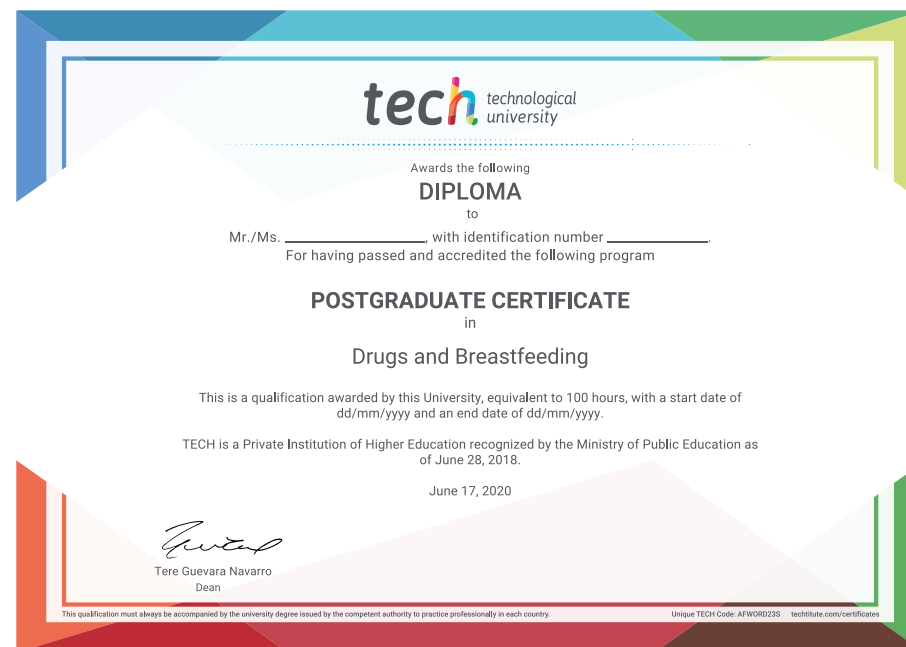 tech technological
university
Awards the following
DIPLOMA
to
Mr./Ms. ____________, with identification number ____________.
For having passed and accredited the following program
POSTGRADUATE CERTIFICATE
in
Drugs and Breastfeeding
This is a qualification awarded by this University, equivalent to 100 hours, with a start date of
dd/mm/yyyy and an end date of dd/mm/yyyy.
TECH is a Private Institution of Higher Education recognized by the Ministry of Public Education as
of June 28, 2018.
June 17, 2020
Tere Guevara Navarro
Dean
This qualification must always be accompanied by the university degree issued by the competent authority to practice professionally in each country.
Unique TECH Code: AFWORD23S techtitute.com/certificates